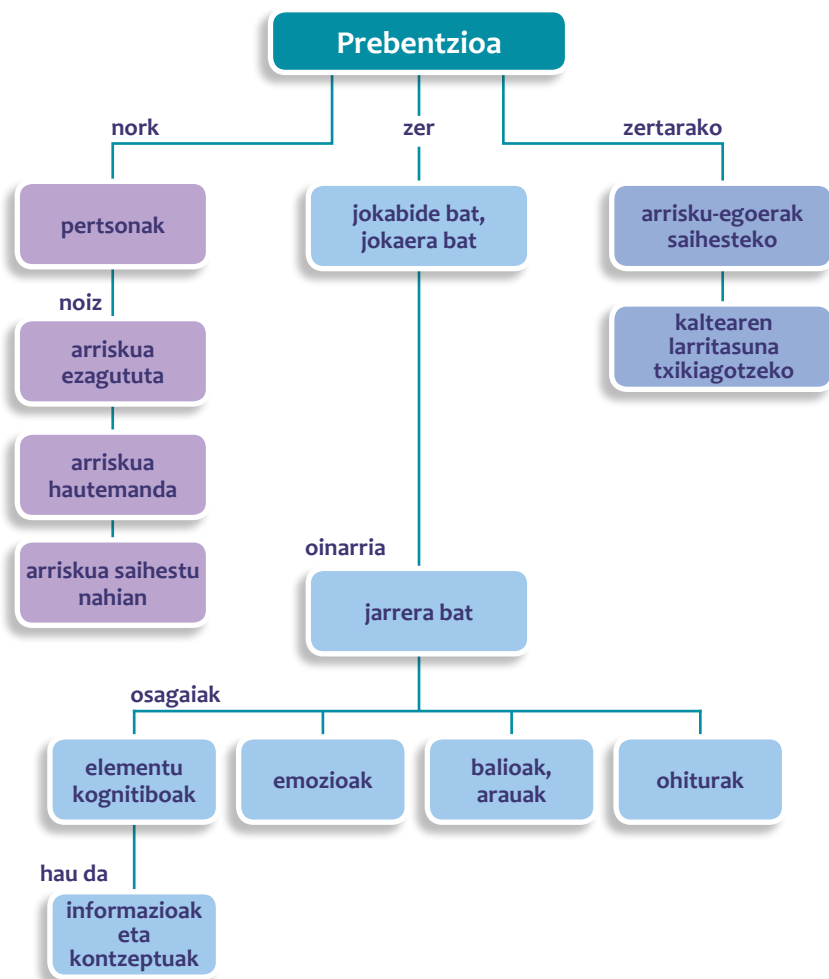 Prebentzioa
nork
zer
zertarako
pertsonak
jokabide bat,
jokaera bat
arrisku-egoerak
saihesteko
noiz
arriskua
ezagututa
kaltearen
larritasuna
txikiagotzeko
arriskua
hautemanda
arriskua saihestu
nahian
oinarria
jarrera bat
osagaiak
elementu
kognitiboak
emozioak
balioak,
arauak
ohiturak
hau da
informazioak
eta
kontzeptuak